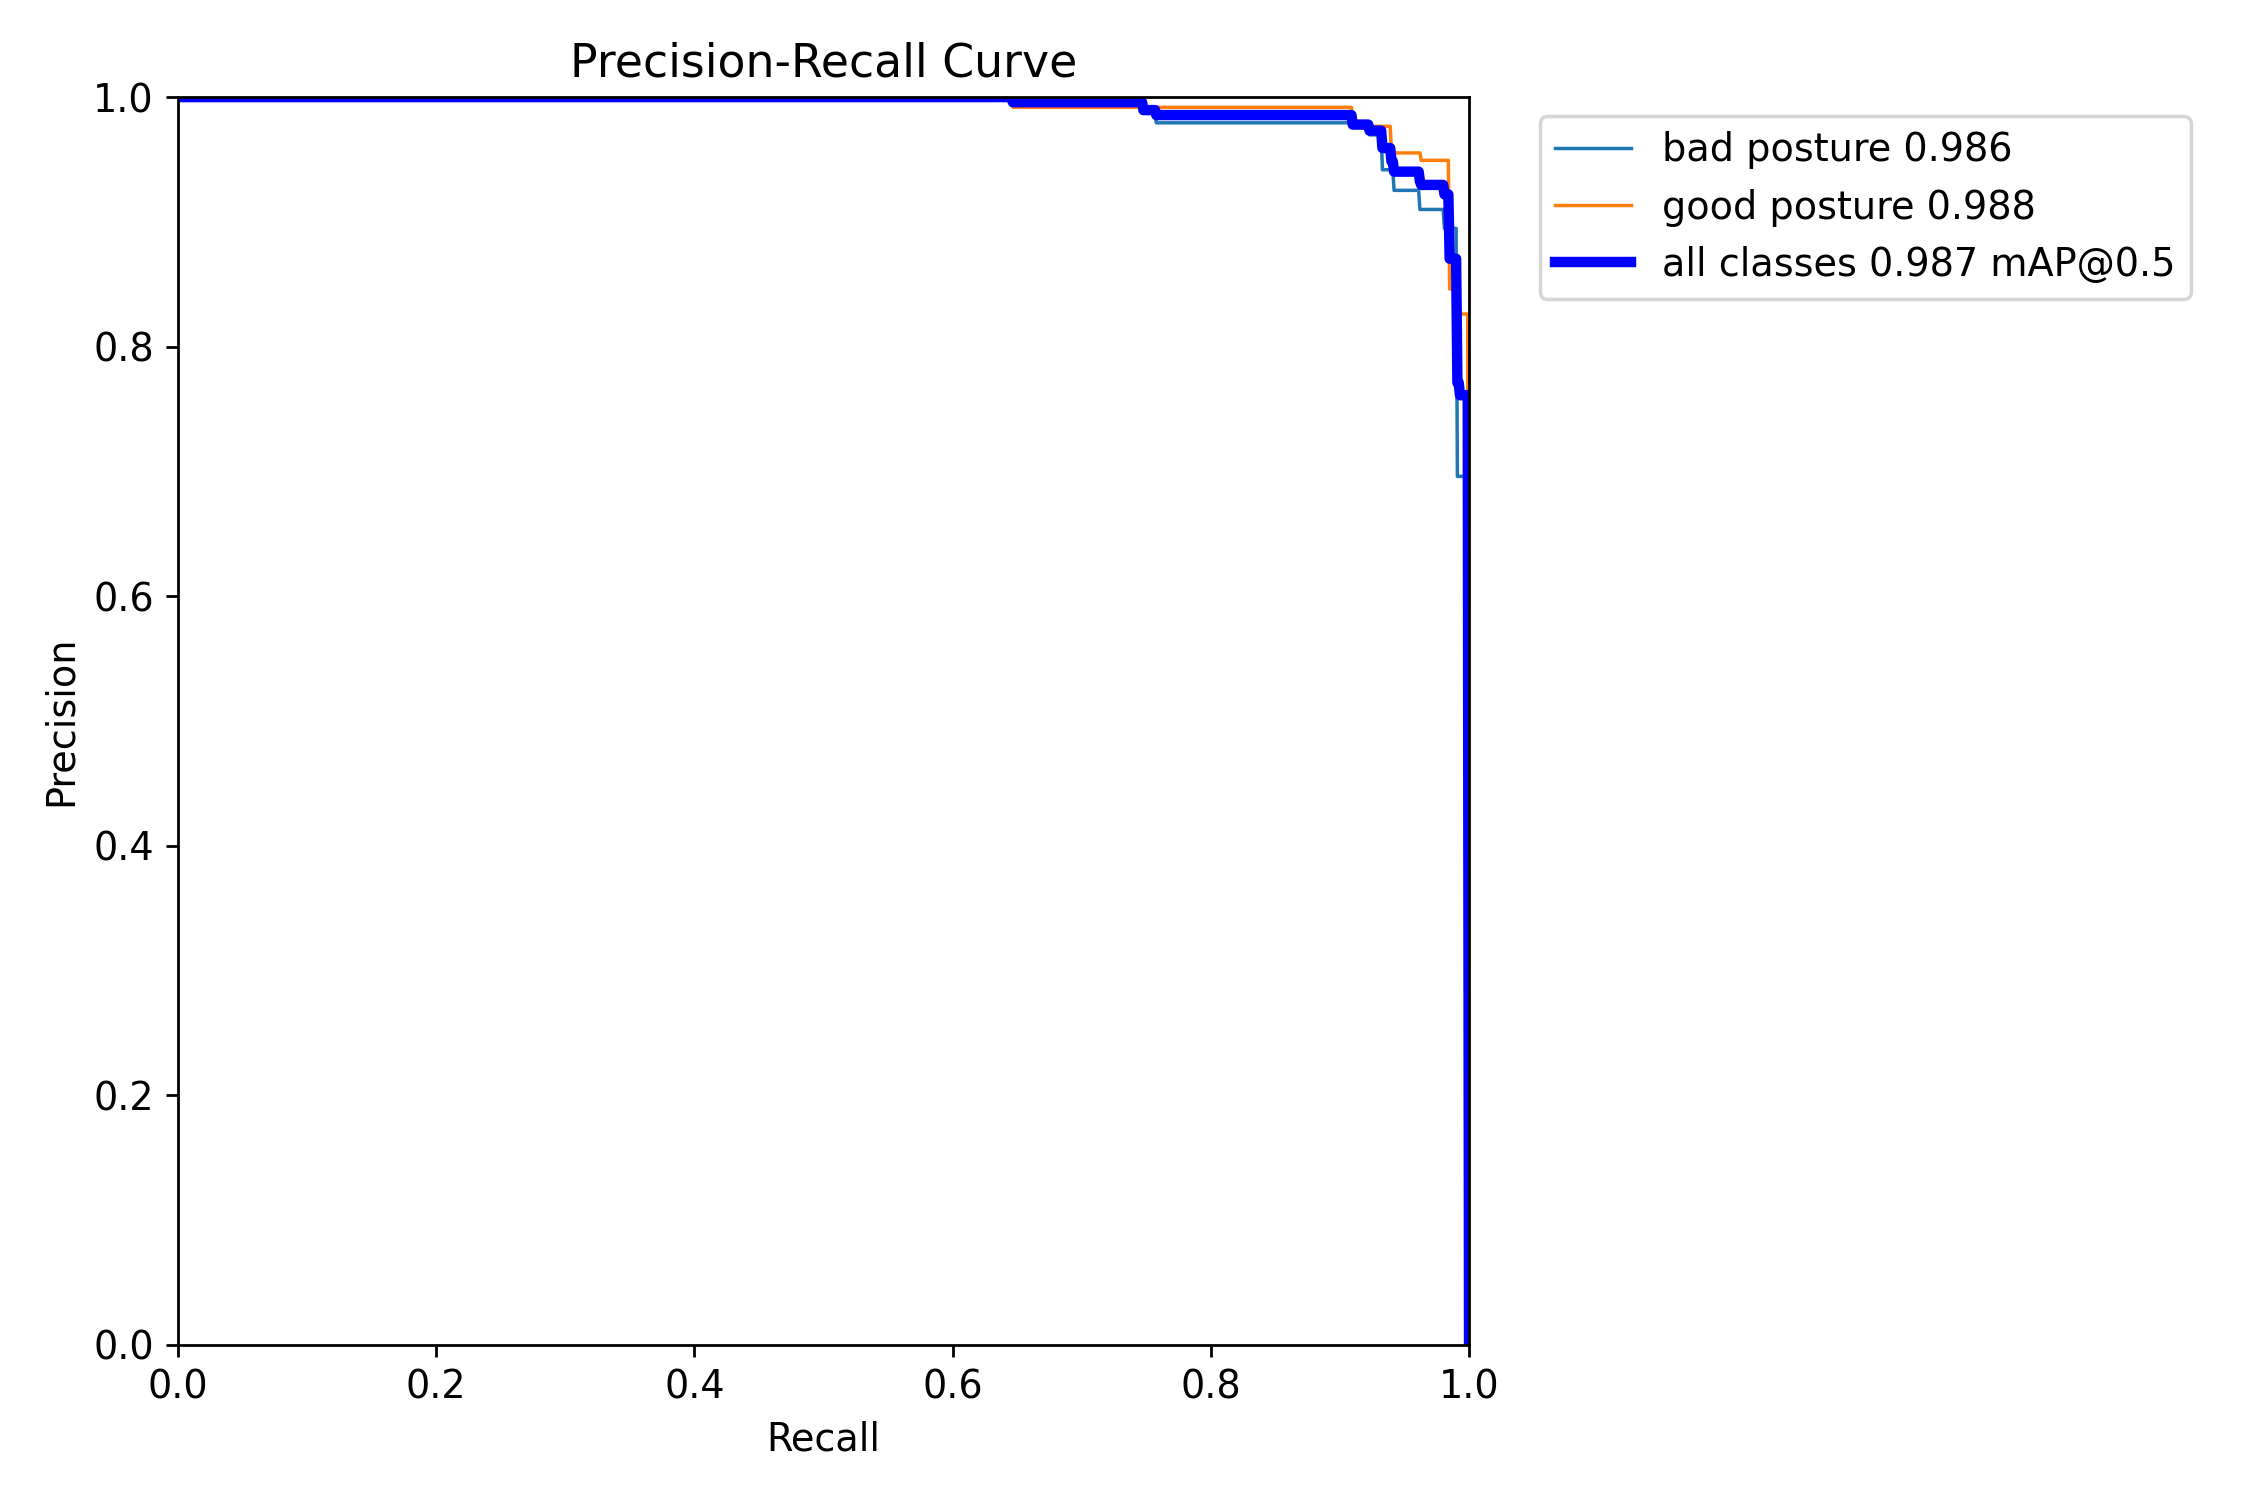 Precision-Recall Curve
1.0
0.8
0.6
0.4
0.2
0.0
Precision
0.0 0.2 0.4 0.6 0.8 1.0
Recall
bad posture 0.986
good posture 0.988
all classes 0.987 mAP@0.5